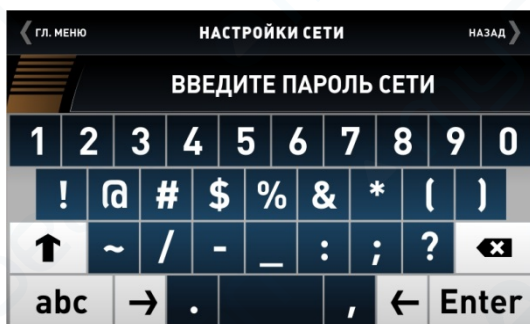 ГЛ. МЕНЮ НАСТРОЙКИ СЕТИ НАЗАД
ВВЕДИТЕ ПАРОЛЬ СЕТИ
1 2 3 4 5 6 7 8 9 0
! @ # $ % & * ( )
~ / - _ : ; ?
abc → . , ← Enter